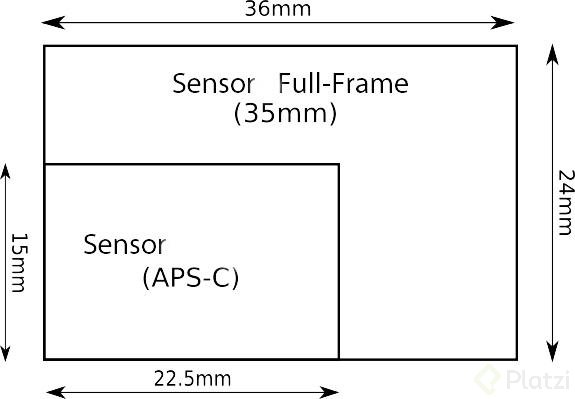 36mm
Sensor Full-Frame
(35mm)
24mm
15mm
Sensor
(APS-C)
22.5mm
Platzi